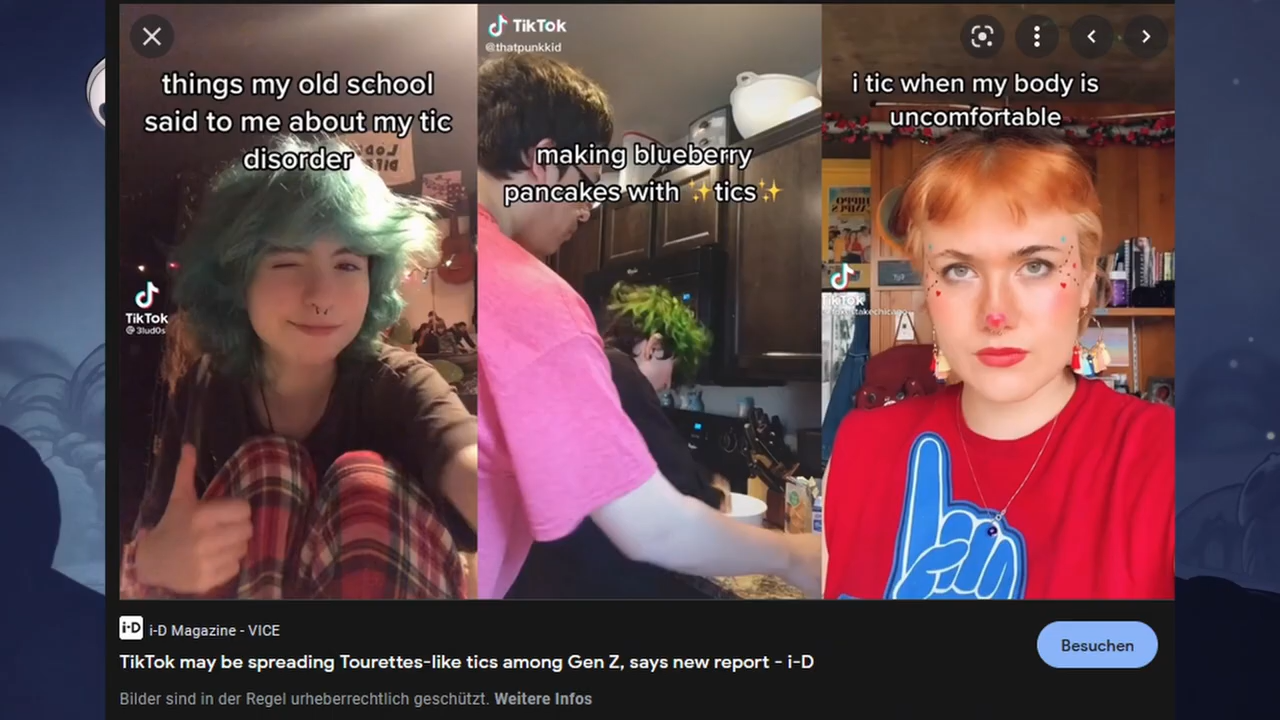 things my old school
said to me about my tic
disorder
TikTok
@3lud0s
TikTok
@thatpunkkid
making blueberry
pancakes with ✨tics✨
i tic when my body is
uncomfortable
TikTok
i-D
i-D Magazine - VICE
TikTok may be spreading Tourettes-like tics among Gen Z, says new report - i-D
Bilder sind in der Regel urheberrechtlich geschützt. Weitere Infos
Besuchen